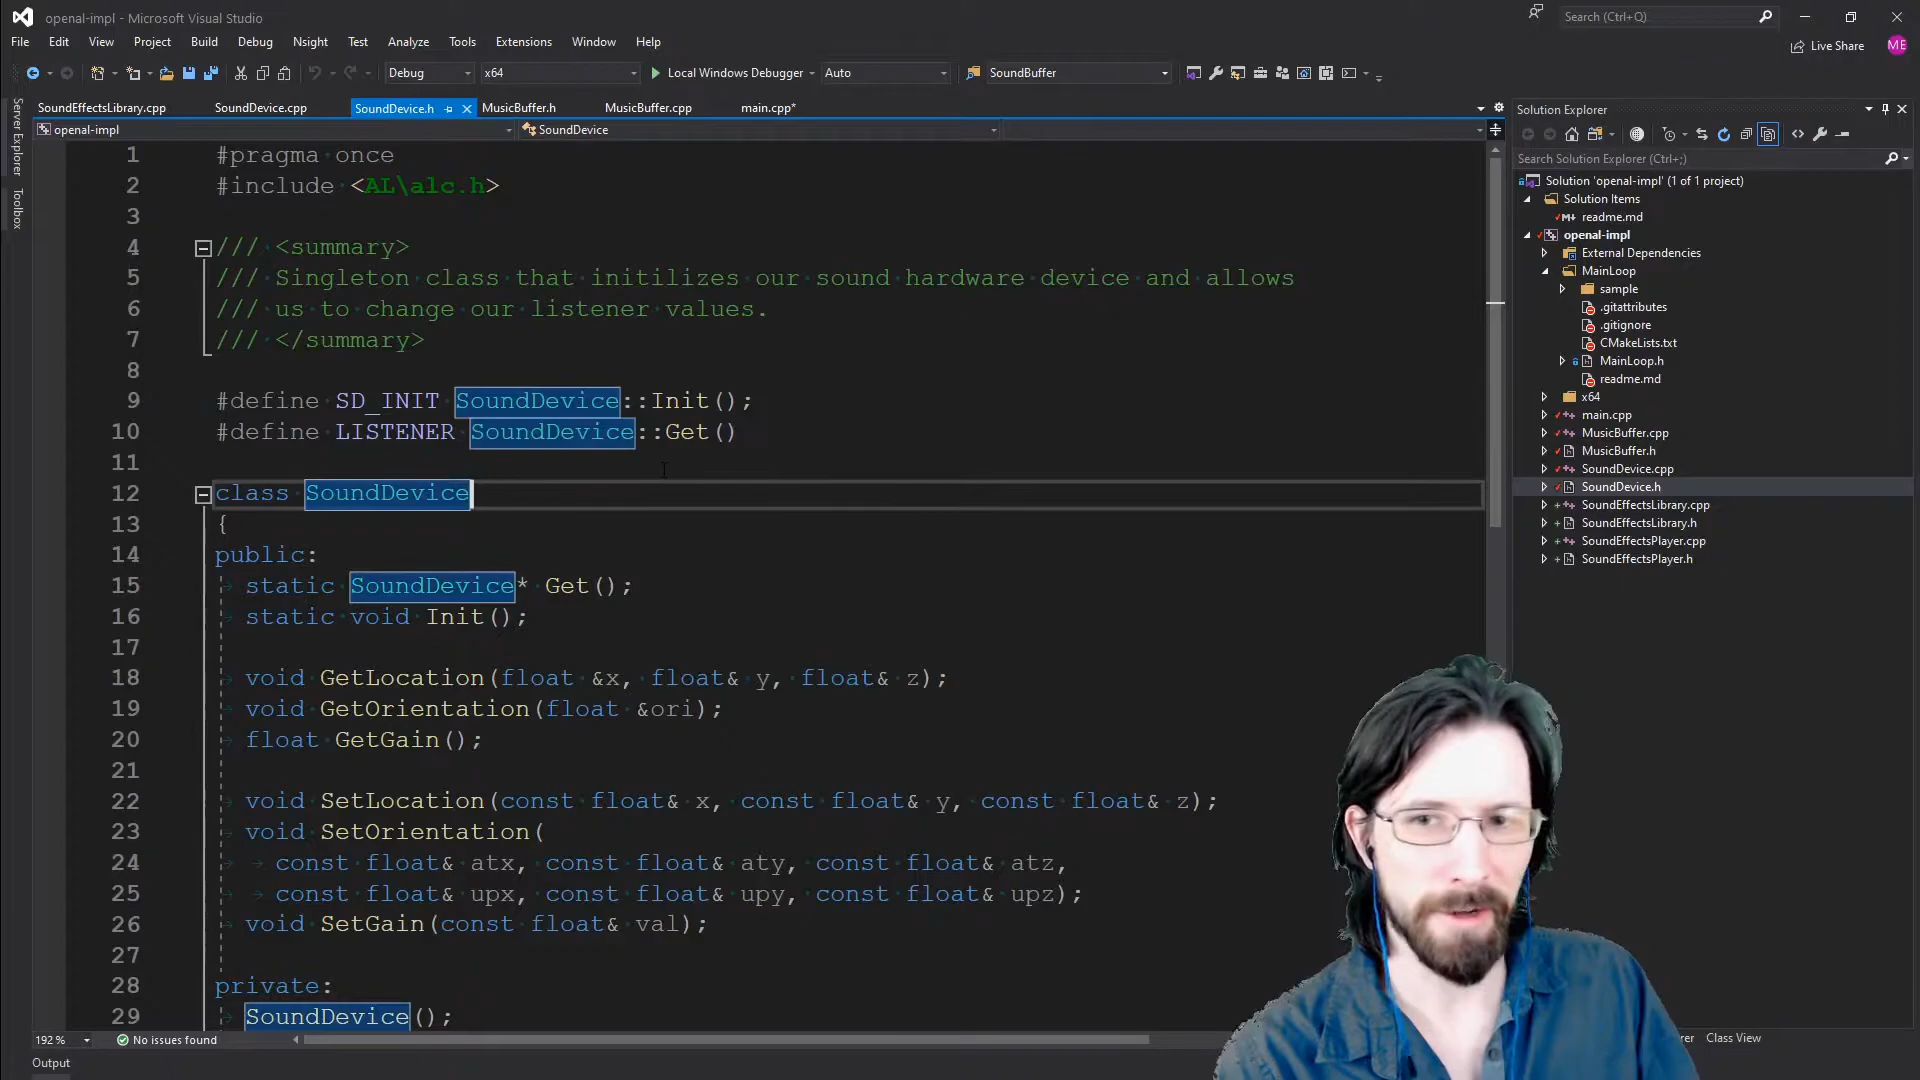 openal-impl - Microsoft Visual Studio
Search (Ctrl+Q)
File Edit View Project Build Debug Nsight Test Analyze Tools Extensions Window Help
Live Share
ME
Debug x64 Local Windows Debugger Auto SoundBuffer
SoundEffectsLibrary.cpp SoundDevice.cpp SoundDevice.h MusicBuffer.h MusicBuffer.cpp main.cpp*
openal-impl SoundDevice
Server Explorer
Toolbox
1 #pragma once
2 #include <AL\alc.h>
3
4 /// <summary>
5 /// Singleton class that initilizes our sound hardware device and allows
6 /// us to change our listener values.
7 /// </summary>
8
9 #define SD_INIT SoundDevice::Init();
10 #define LISTENER SoundDevice::Get()
11
12 class SoundDevice
13 {
14 public:
15 static SoundDevice* Get();
16 static void Init();
17
18 void GetLocation(float &x, float& y, float& z);
19 void GetOrientation(float &ori);
20 float GetGain();
21
22 void SetLocation(const float& x, const float& y, const float& z);
23 void SetOrientation(
24 const float& atx, const float& aty, const float& atz,
25 const float& upx, const float& upy, const float& upz);
26 void SetGain(const float& val);
27
28 private:
29 SoundDevice();
192 % No issues found
Output
Solution Explorer
Search Solution Explorer (Ctrl+;)
Solution 'openal-impl' (1 of 1 project)
Solution Items
readme.md
openal-impl
External Dependencies
MainLoop
sample
.gitattributes
.gitignore
CMakeLists.txt
MainLoop.h
readme.md
x64
main.cpp
MusicBuffer.cpp
MusicBuffer.h
SoundDevice.cpp
SoundDevice.h
SoundEffectsLibrary.cpp
SoundEffectsLibrary.h
SoundEffectsPlayer.cpp
SoundEffectsPlayer.h
Class View